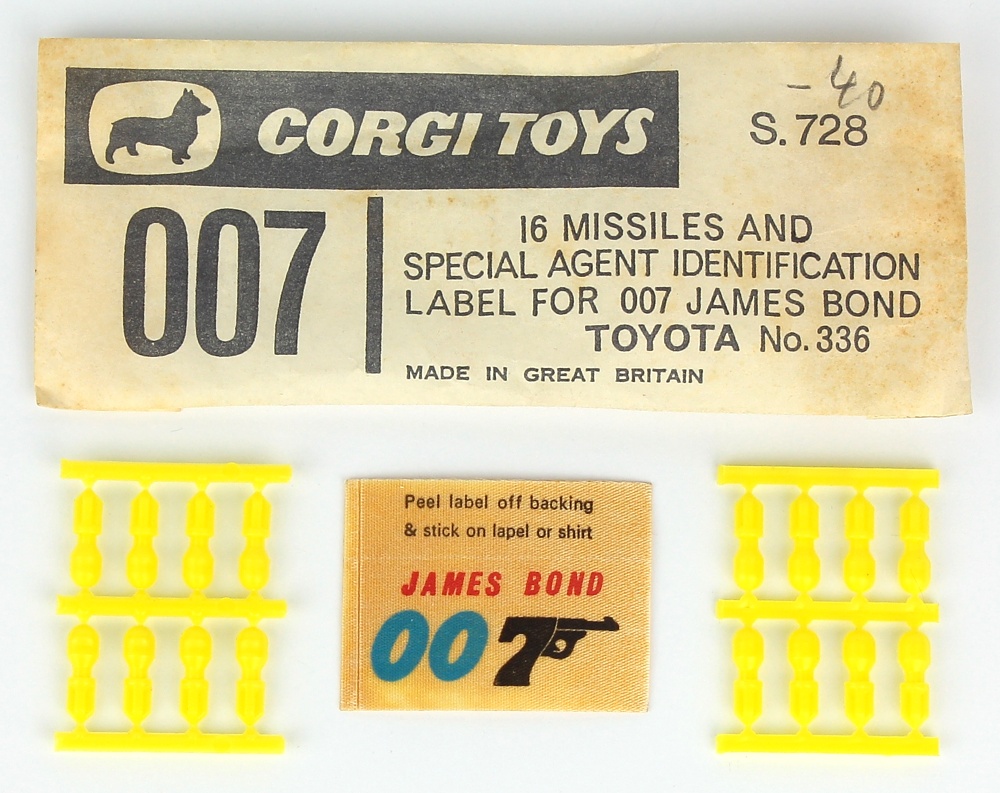 CORGI TOYS
-40
S.728
007
16 MISSILES AND
SPECIAL AGENT IDENTIFICATION
LABEL FOR 007 JAMES BOND
TOYOTA No. 336
MADE IN GREAT BRITAIN
Peel label off backing
& stick on lapel or shirt
JAMES BOND
007